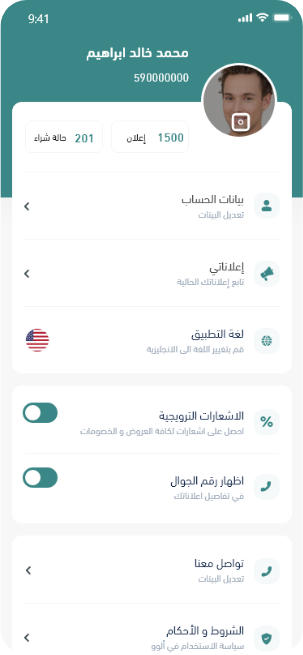 9:41
محمد خالد ابراهيم
590000000
1500 إعلان
201 حالة شراء
بيانات الحساب
تعديل البيئات
إعلاناتي
تابع إعلاناتك الحالية
لغة التطبيق
قم بتغيير اللغة الى الانجليزية
الاشعارات الترويجية
احصل على اشعارات لكافة العروض و الخصومات
اظهار رقم الجوال
في تفاصيل اعلاناتك
تواصل معنا
تعديل البيئات
الشروط و الأحكام
سياسة الاستخدام في ألوو